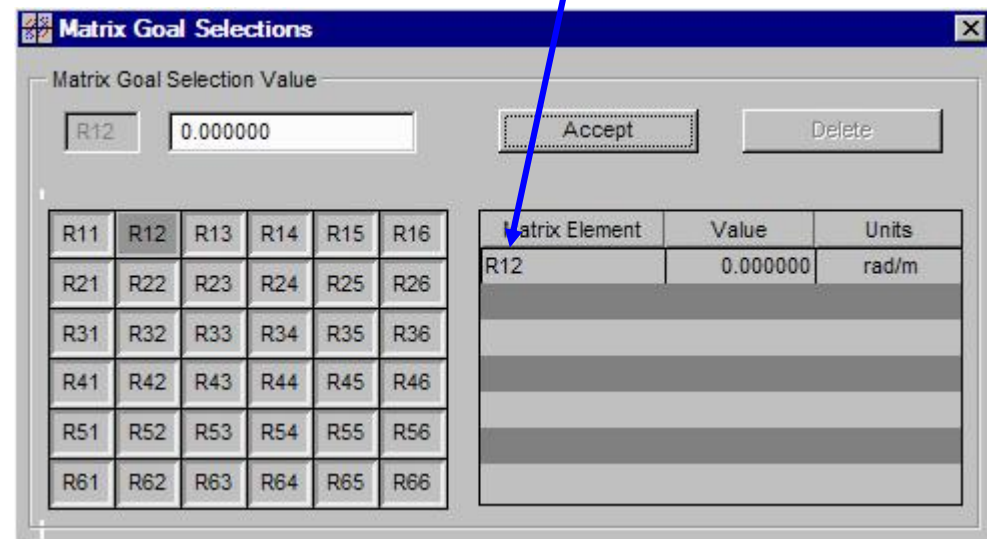 Matrix Goal Selections
Matrix Goal Selection Value
R12 0.000000 Accept Delete
R11 R12 R13 R14 R15 R16
R21 R22 R23 R24 R25 R26
R31 R32 R33 R34 R35 R36
R41 R42 R43 R44 R45 R46
R51 R52 R53 R54 R55 R56
R61 R62 R63 R64 R65 R66
Matrix Element Value Units
R12 0.000000 rad/m